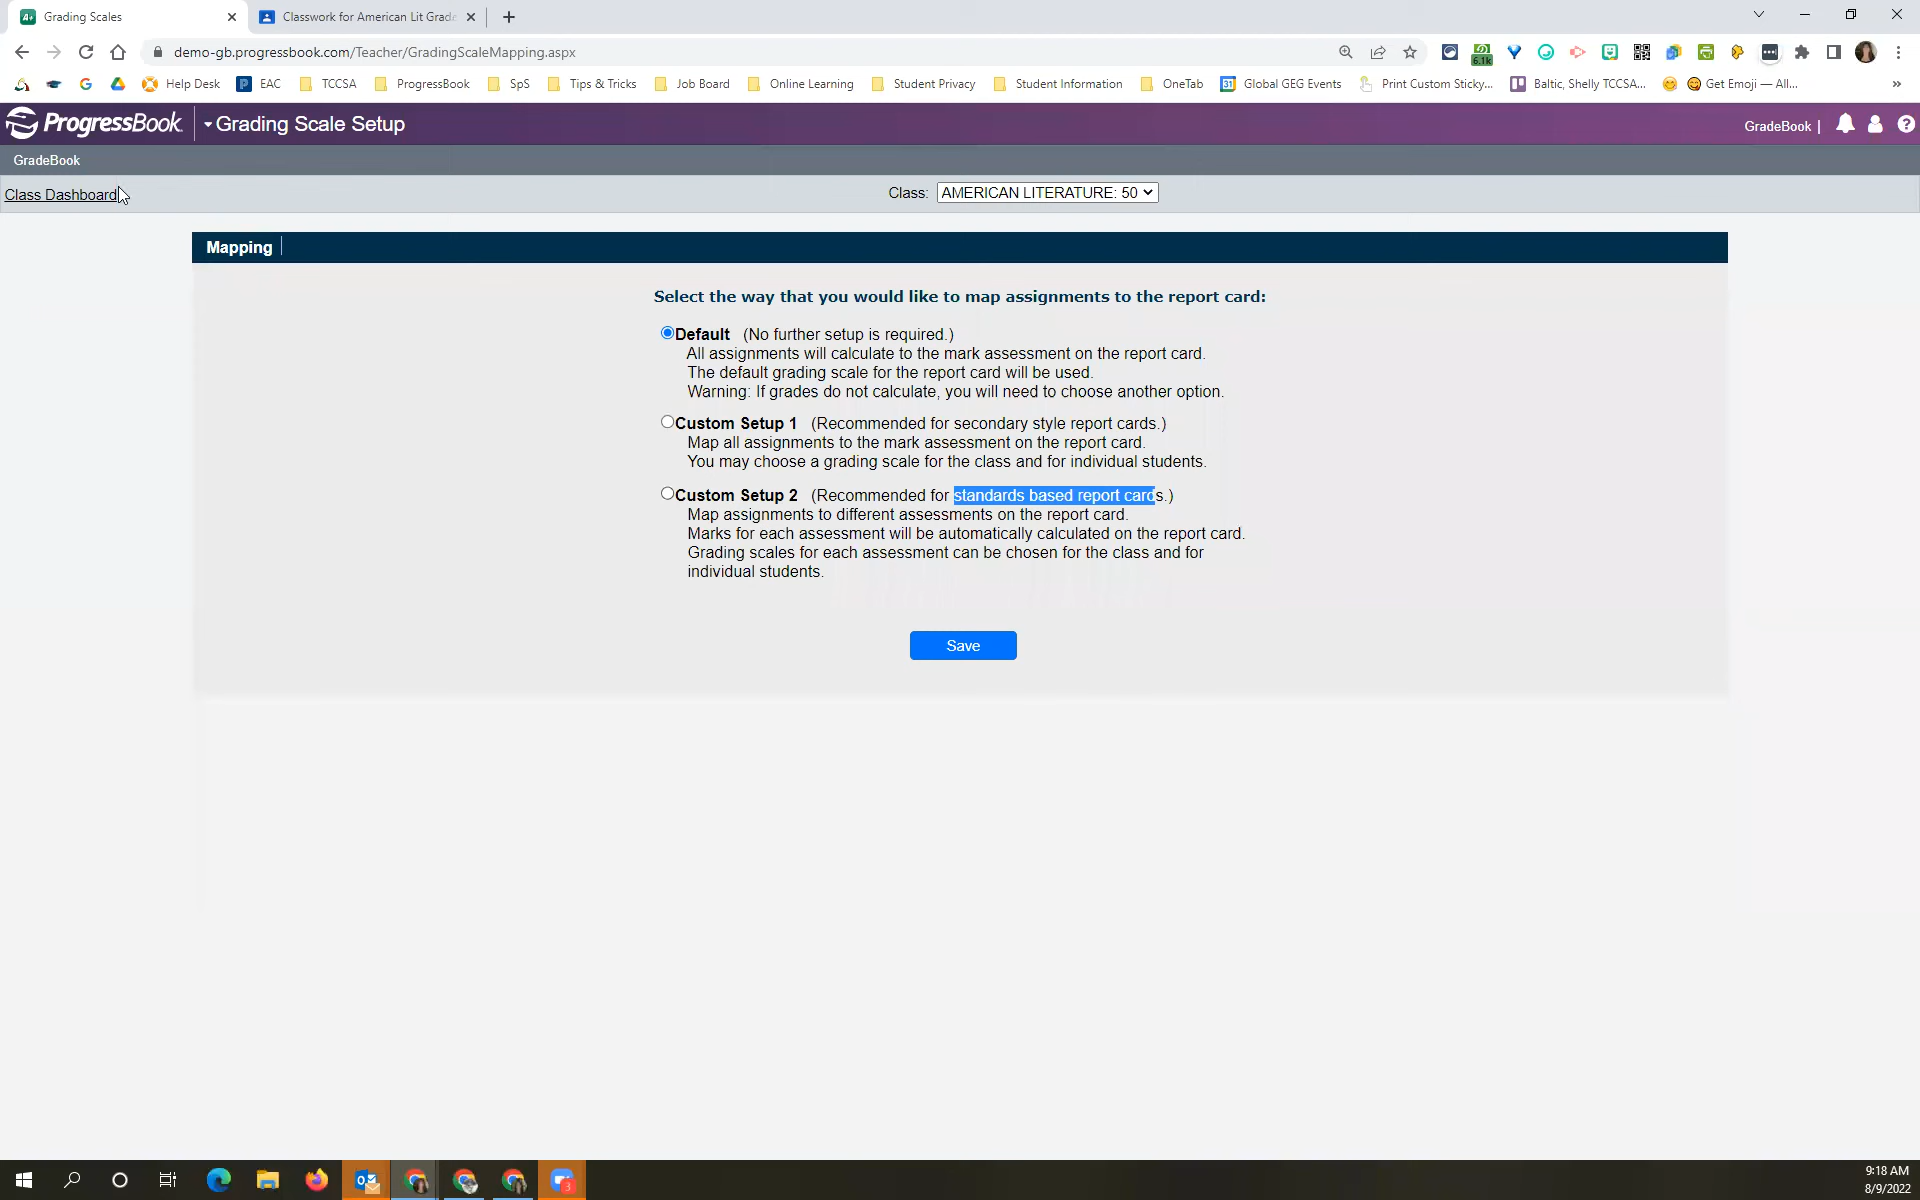 Grading Scales
Classwork for American Lit Grade
demo-gb.progressbook.com/Teacher/GradingScaleMapping.aspx
6.1k
Help Desk
EAC
TCCSA
ProgressBook
SpS
Tips & Tricks
Job Board
Online Learning
Student Privacy
Student Information
OneTab
31
Global GEG Events
Print Custom Sticky...
Baltic, Shelly TCCSA...
Get Emoji — All...
ProgressBook
Grading Scale Setup
GradeBook |
GradeBook
Class Dashboard
Class: AMERICAN LITERATURE: 50
Mapping
Select the way that you would like to map assignments to the report card:
Default (No further setup is required.)
All assignments will calculate to the mark assessment on the report card.
The default grading scale for the report card will be used.
Warning: If grades do not calculate, you will need to choose another option.
Custom Setup 1 (Recommended for secondary style report cards.)
Map all assignments to the mark assessment on the report card.
You may choose a grading scale for the class and for individual students.
Custom Setup 2 (Recommended for standards based report cards.)
Map assignments to different assessments on the report card.
Marks for each assessment will be automatically calculated on the report card.
Grading scales for each assessment can be chosen for the class and for
individual students.
Save
3
9:18 AM
8/9/2022